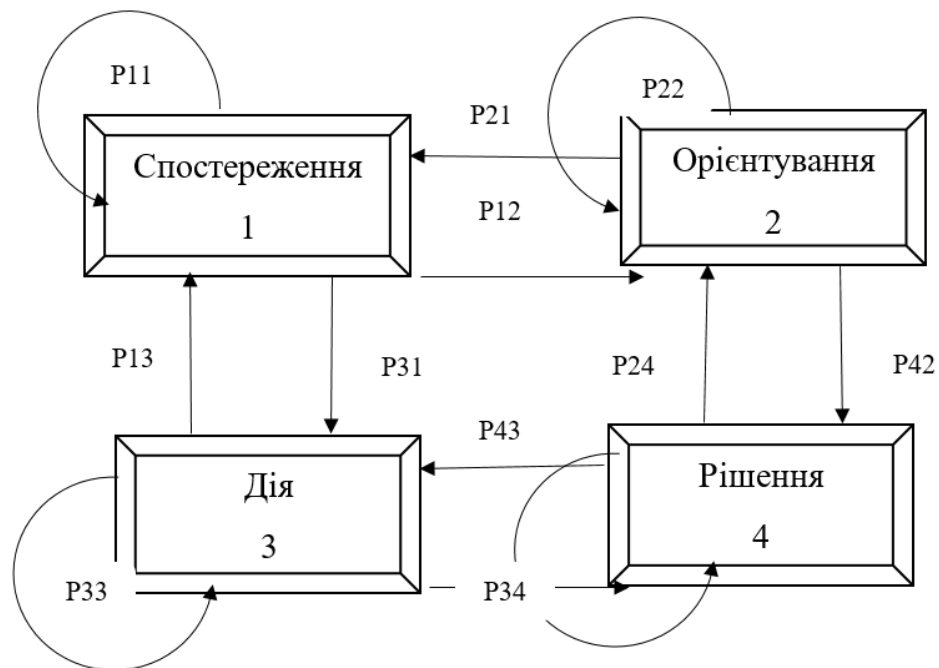 P11
P22
P21
Спостереження
1
Орієнтування
2
P12
P13
P31
P24
P42
P43
Дія
3
Рішення
4
P33
P34